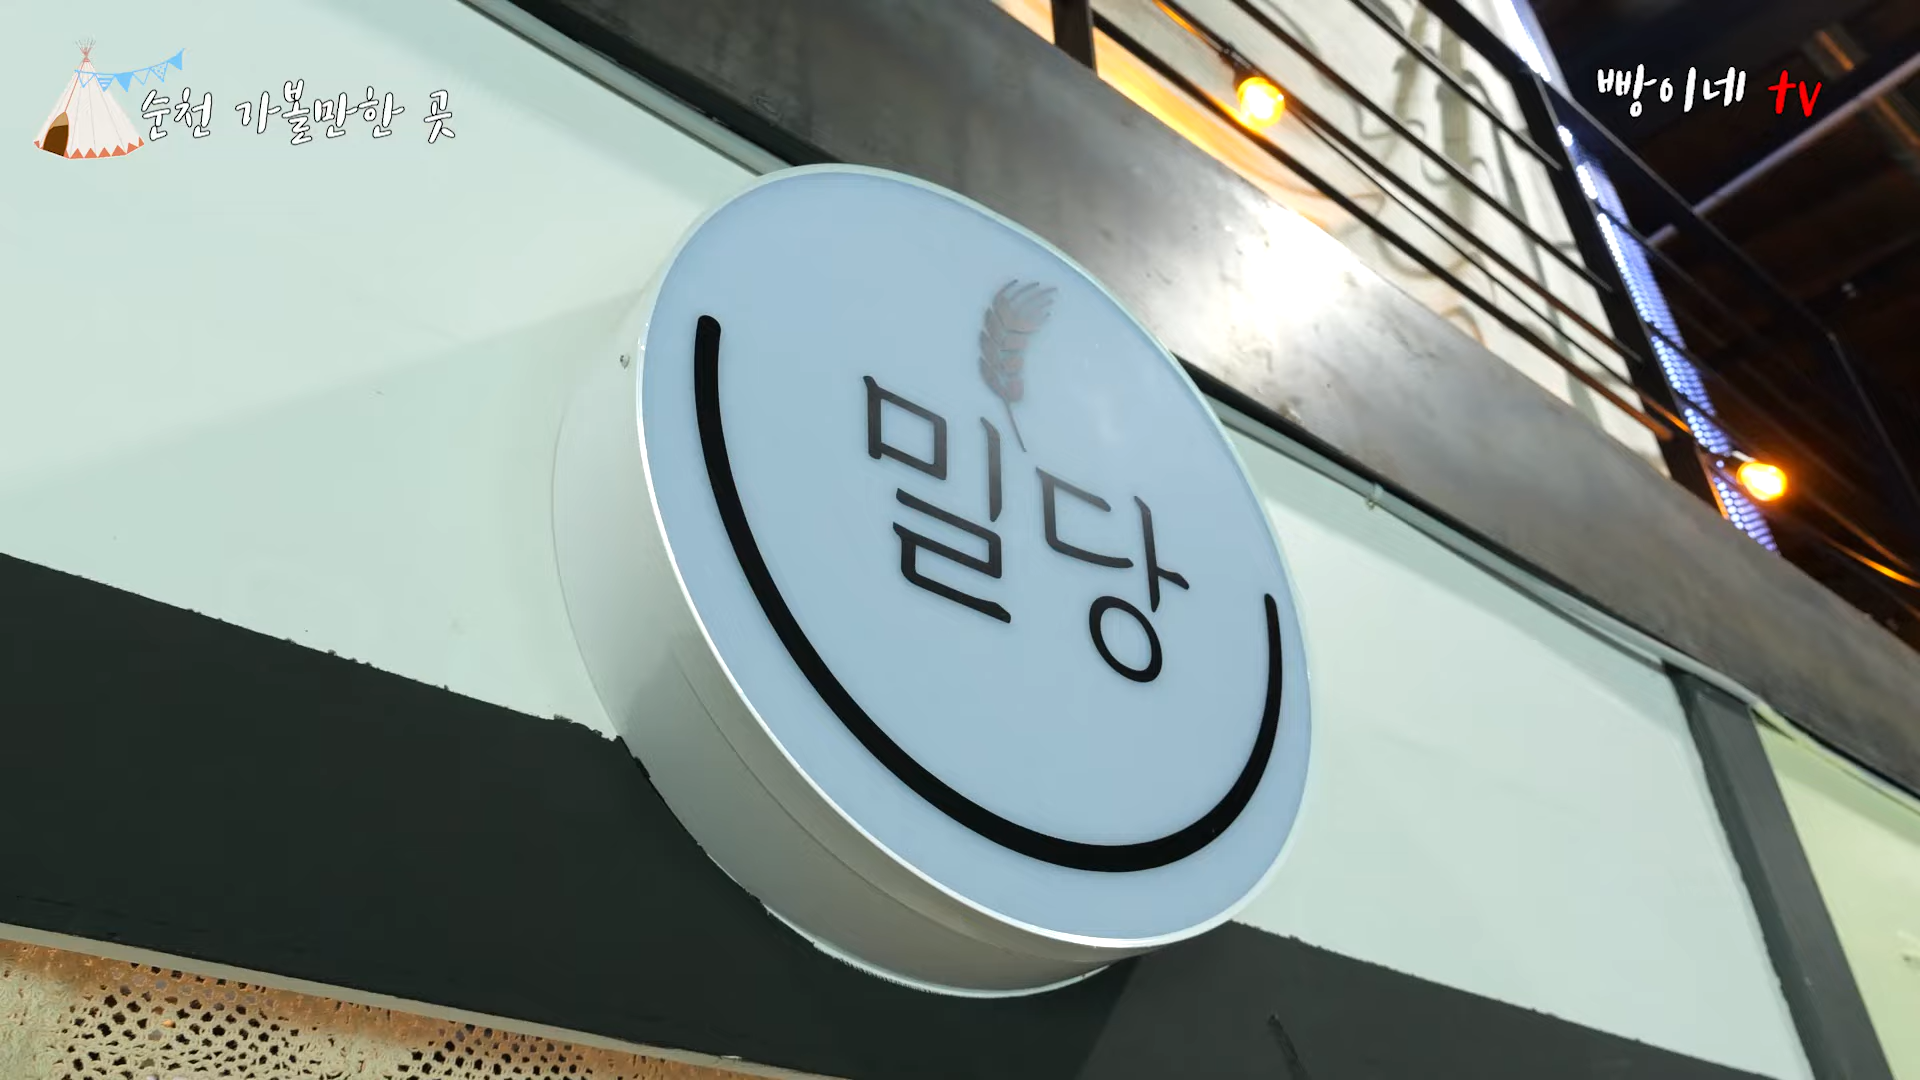 순천 가볼만한 곳
빵이네 tv
밀당